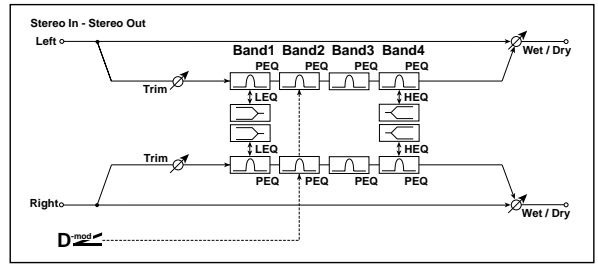 Stereo In - Stereo Out
Left
Wet / Dry
Band1 Band2 Band3 Band4
PEQ PEQ PEQ PEQ
Trim
LEQ HEQ
LEQ HEQ
Trim
PEQ PEQ PEQ PEQ
Right
Wet / Dry
D-mod